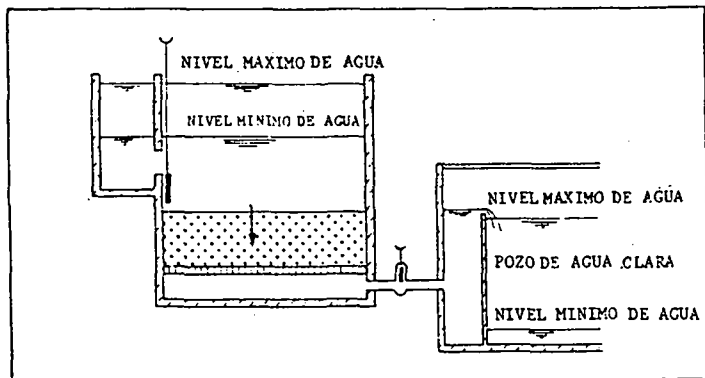 NIVEL MAXIMO DE AGUA
NIVEL MINIMO DE AGUA
NIVEL MAXIMO DE AGUA
POZO DE AGUA CLARA
NIVEL MINIMO DE AGUA